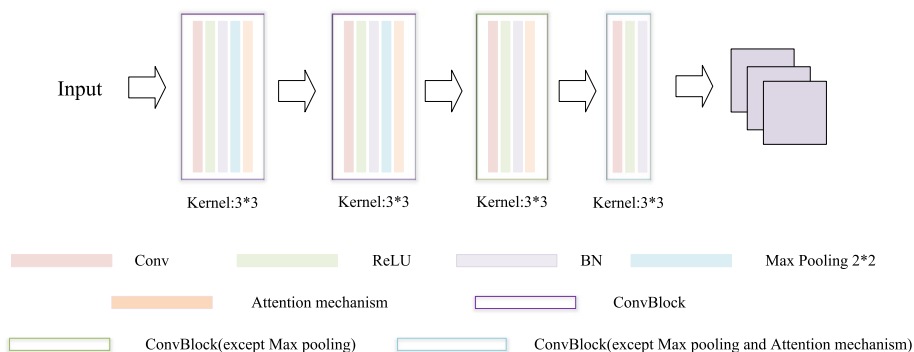 Input
Kernel:3*3 Kernel:3*3 Kernel:3*3 Kernel:3*3
Conv ReLU BN Max Pooling 2*2
Attention mechanism ConvBlock
ConvBlock(except Max pooling) ConvBlock(except Max pooling and Attention mechanism)